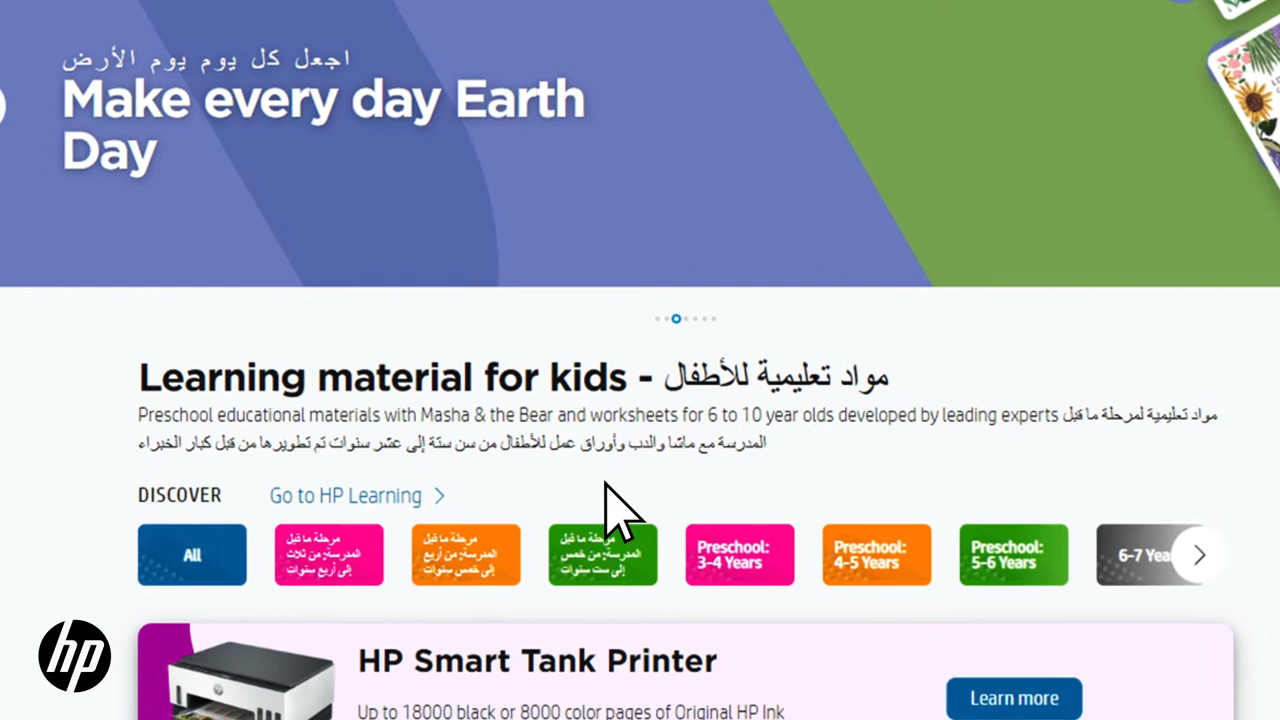 اجعل كل يوم يوم الأرض
Make every day Earth
Day
Learning material for kids - مواد تعليمية للأطفال
Preschool educational materials with Masha & the Bear and worksheets for 6 to 10 year olds developed by leading experts مواد تعليمية لمرحلة ما قبل
المدرسة مع ماشا والدب وأوراق عمل للأطفال من سن ستة إلى عشر سنوات تم تطويرها من قبل كبار الخبراء
DISCOVER Go to HP Learning
All
مرحلة ما قبل
المدرسة: من ثلاث
إلى أربع سنوات
مرحلة ما قبل
المدرسة: من أربع
إلى خمس سنوات
مرحلة ما قبل
المدرسة: من خمس
إلى ست سنوات
Preschool:
3-4 Years
Preschool:
4-5 Years
Preschool:
5-6 Years
6-7
hp
HP Smart Tank Printer
Up to 18000 black or 8000 color pages of Original HP Ink
Learn more